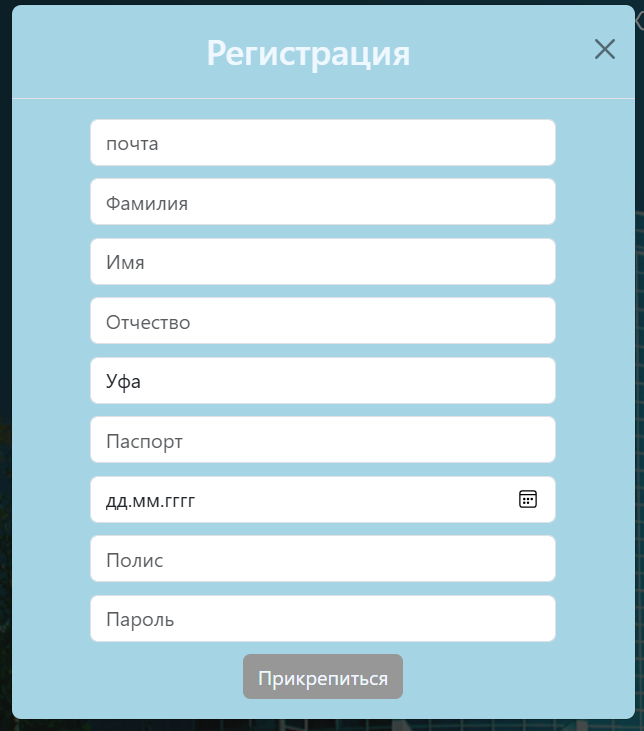 Регистрация
почта
Фамилия
Имя
Отчество
Уфа
Паспорт
дд.мм.гггг
Полис
Пароль
Прикрепиться